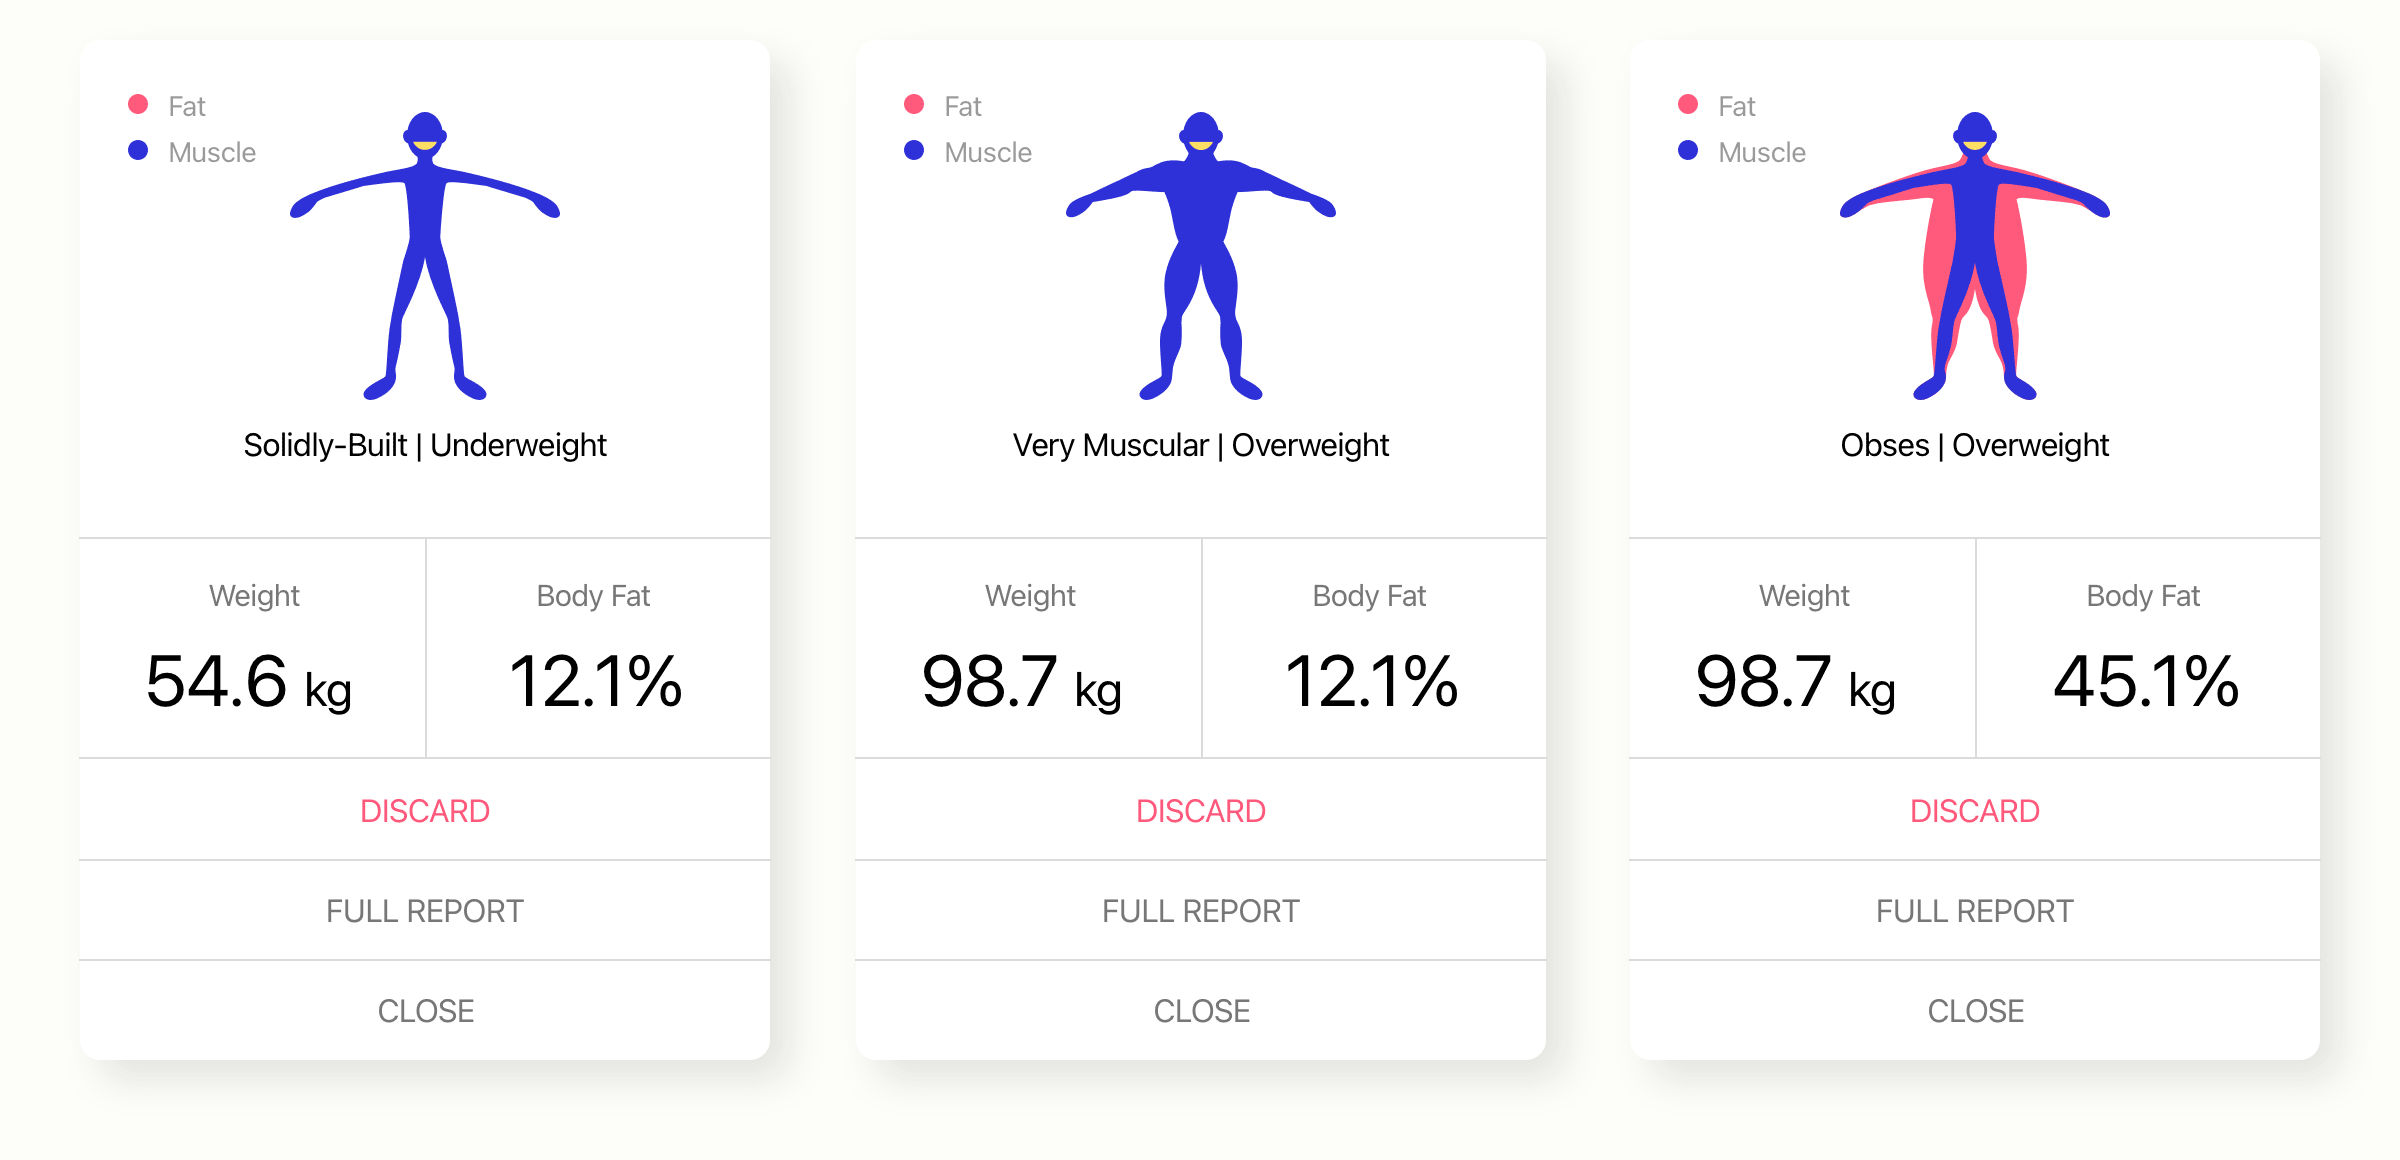 Fat
Muscle
Solidly-Built | Underweight
Weight
Body Fat
54.6 kg
12.1%
DISCARD
FULL REPORT
CLOSE
Fat
Muscle
Very Muscular | Overweight
Weight
Body Fat
98.7 kg
12.1%
DISCARD
FULL REPORT
CLOSE
Fat
Muscle
Obses | Overweight
Weight
Body Fat
98.7 kg
45.1%
DISCARD
FULL REPORT
CLOSE